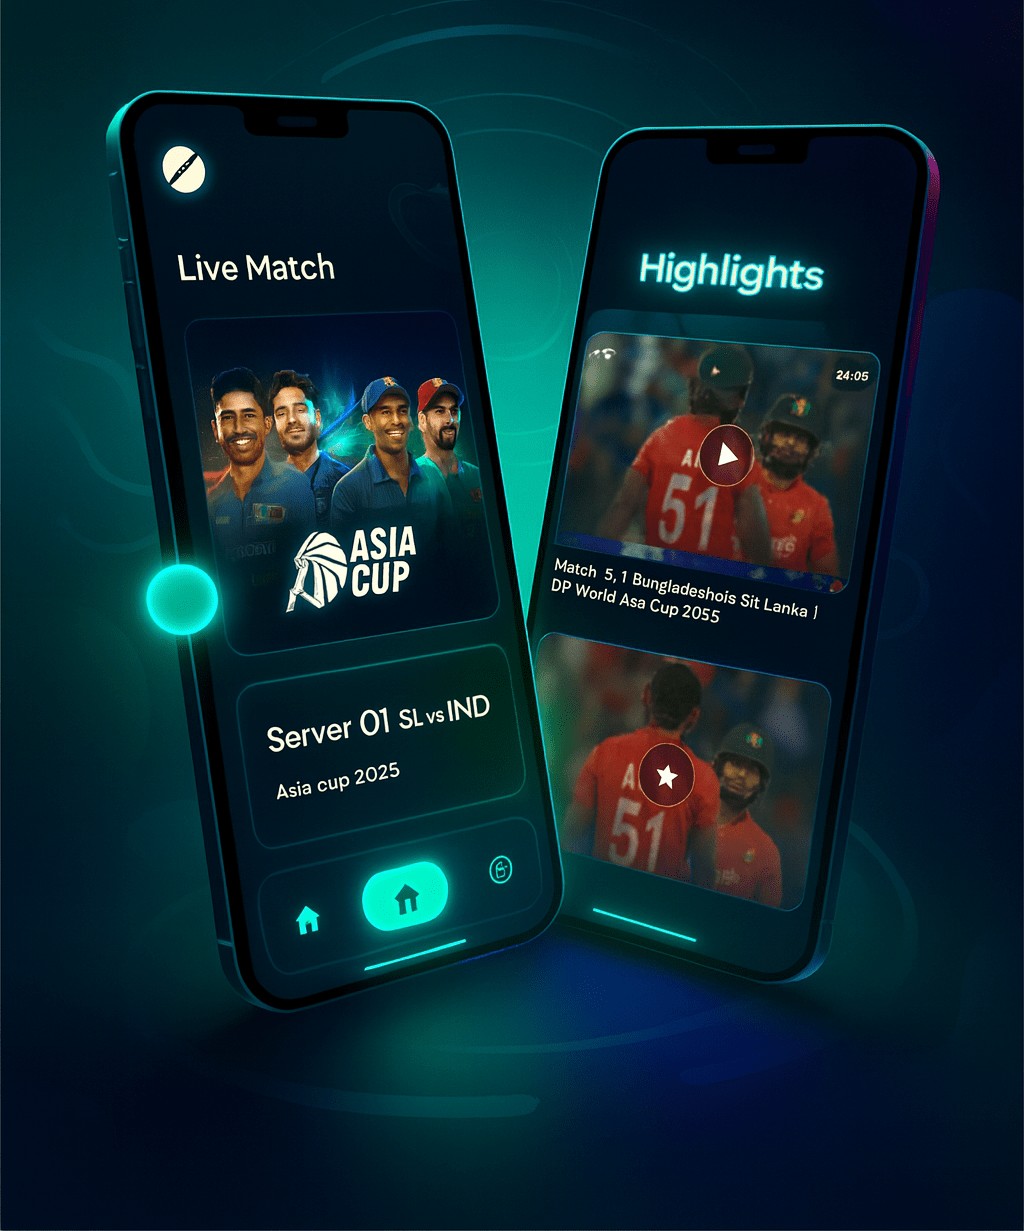 Live Match
ASIA
CUP
Server 01 SL vs IND
Asia cup 2025
Highlights
24:05
51
Match 5, 1 Bungladeshois Sit Lanka |
DP World Asa Cup 2055
51